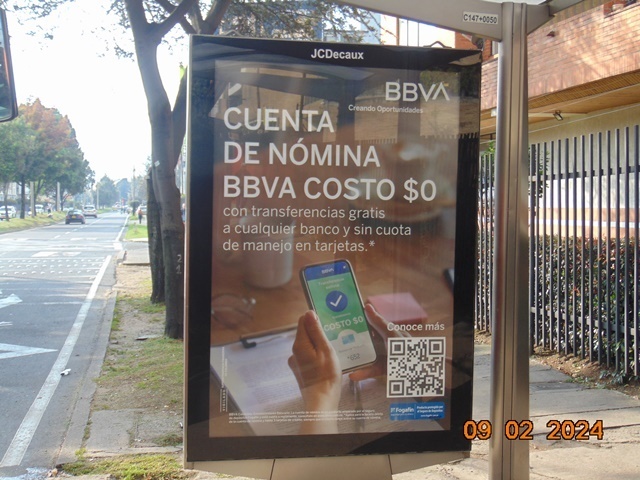 C147+0050
JCDecaux
BBVA
Creando Oportunidades
CUENTA
DE NÓMINA
BBVA COSTO $0
con transferencias gratis
a cualquier banco y sin cuota
de manejo en tarjetas.*
COSTO $0
Conoce más
Fogafín
09 02 2024